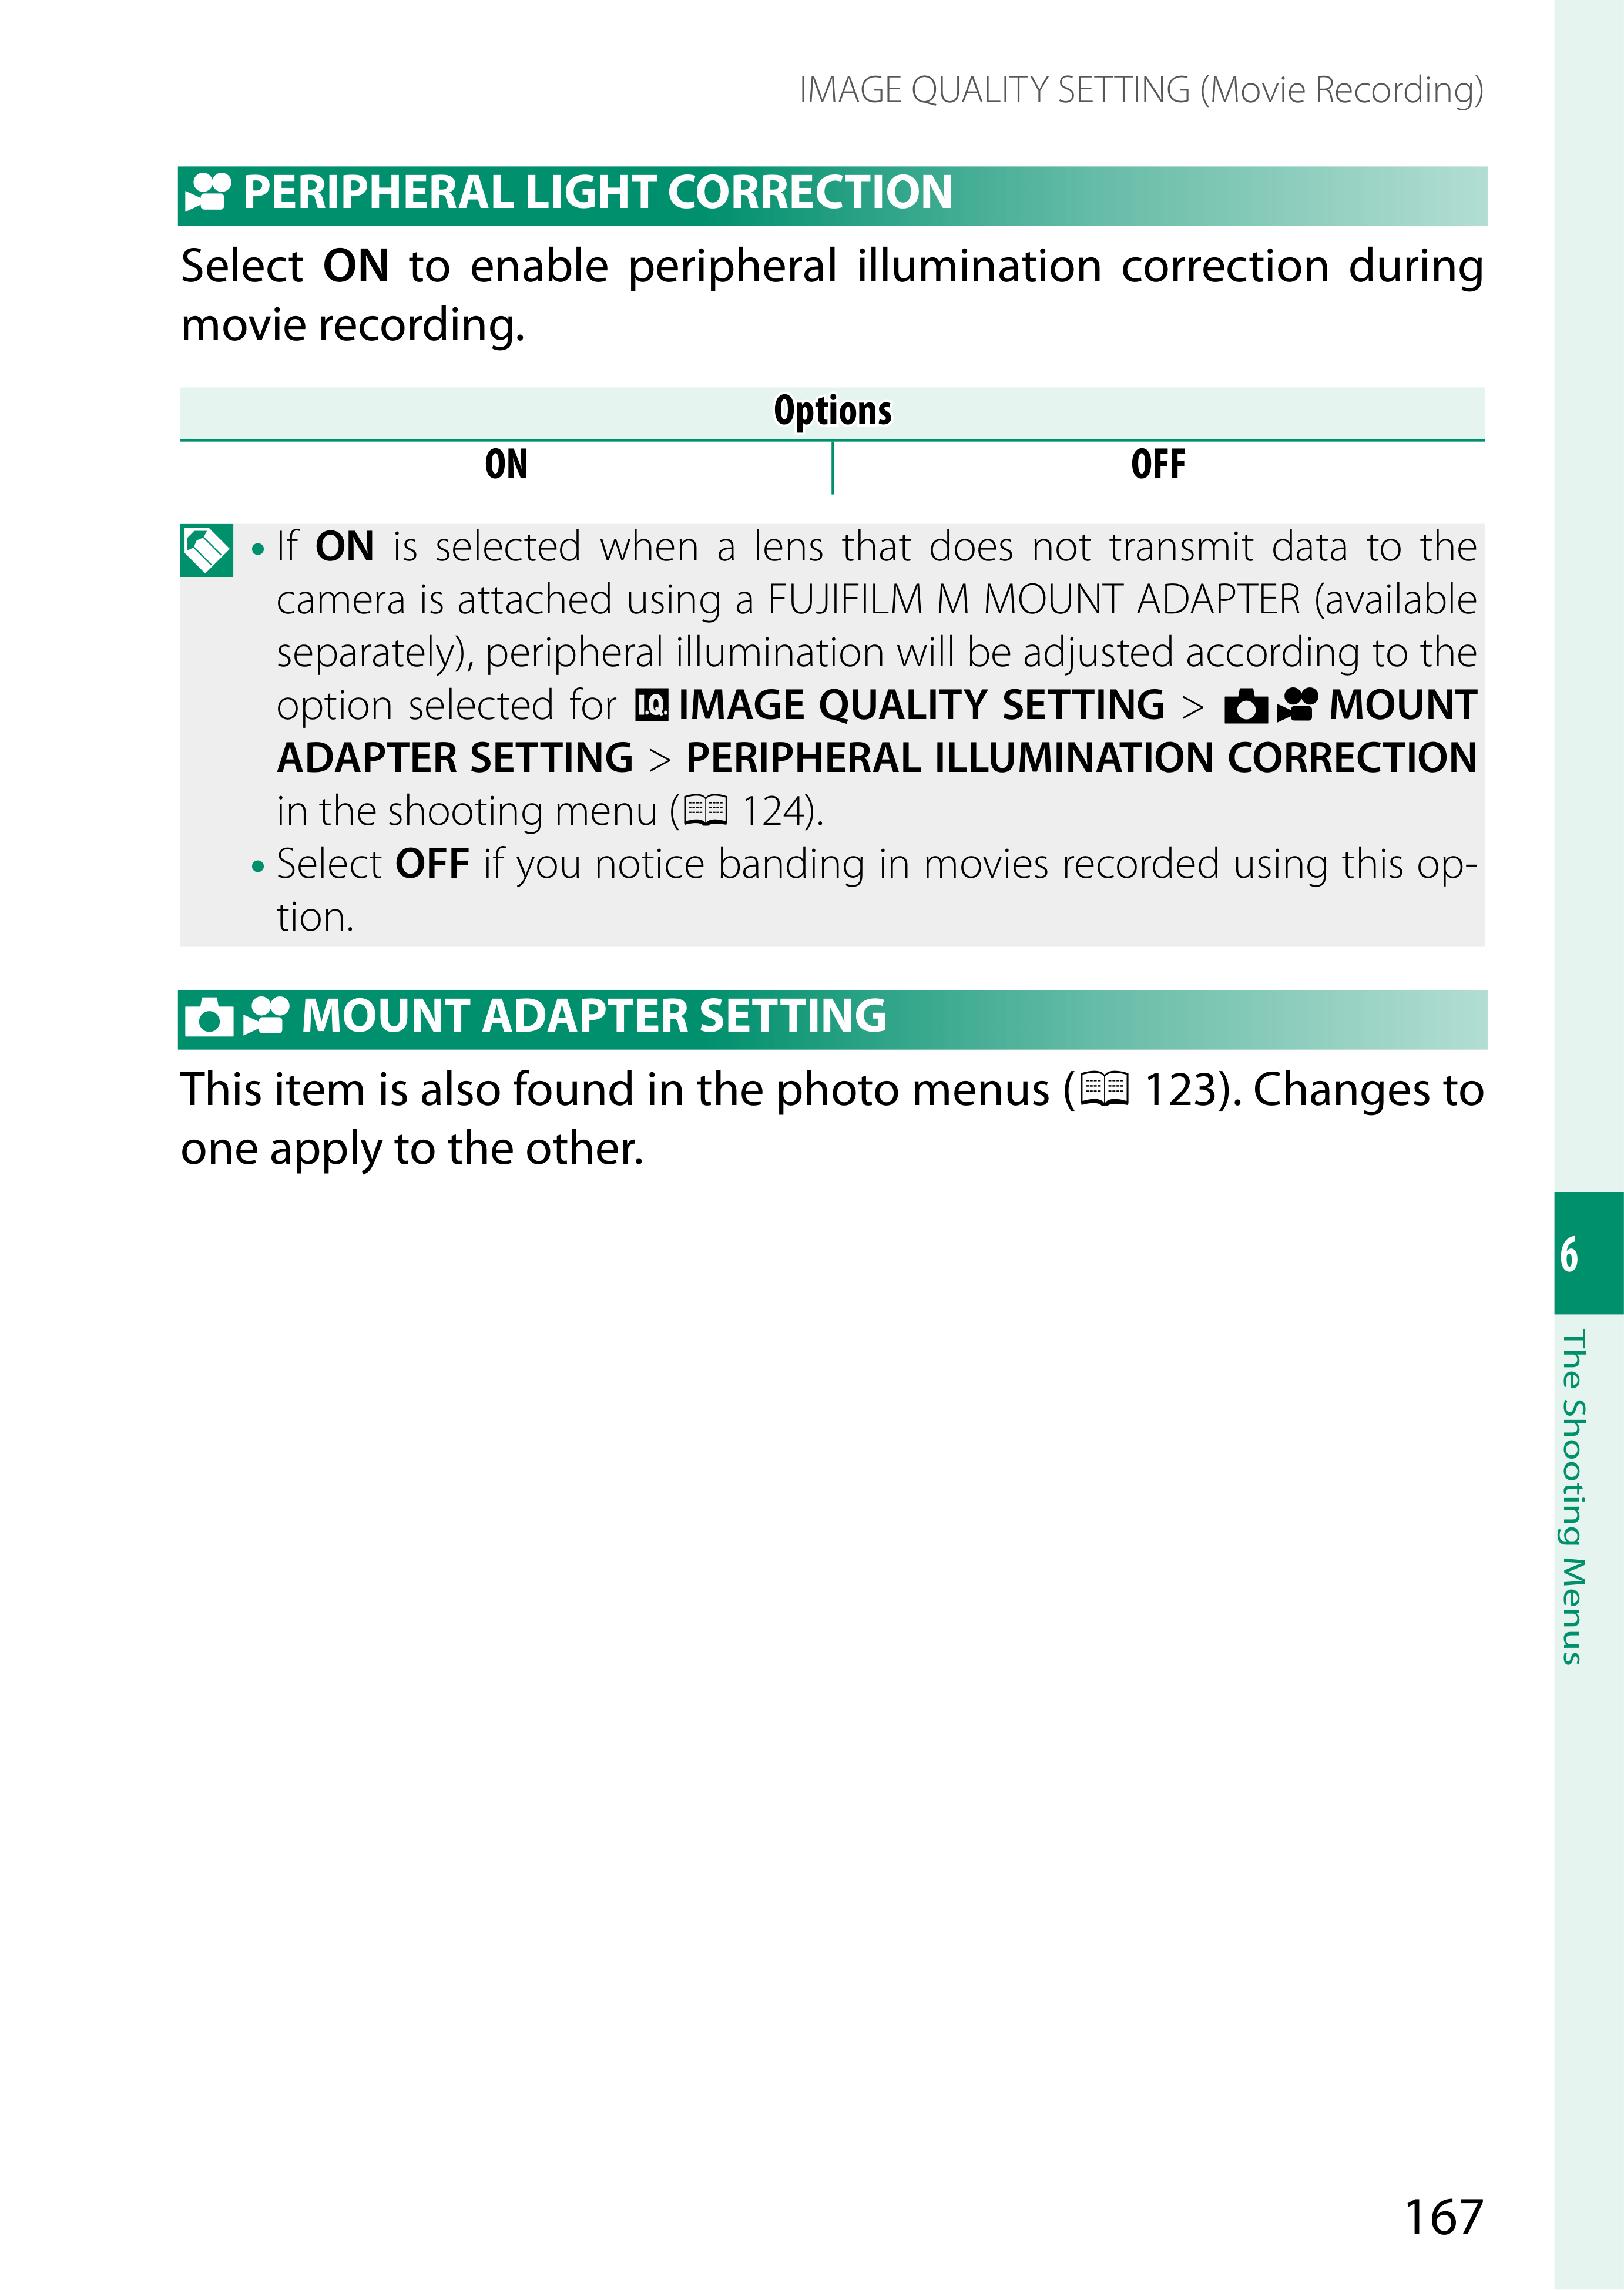 IMAGE QUALITY SETTING (Movie Recording)
PERIPHERAL LIGHT CORRECTION
Select ON to enable peripheral illumination correction during
movie recording.
Options
ON OFF
• If ON is selected when a lens that does not transmit data to the
camera is attached using a FUJIFILM M MOUNT ADAPTER (available
separately), peripheral illumination will be adjusted according to the
option selected for I.Q. IMAGE QUALITY SETTING > MOUNT
ADAPTER SETTING > PERIPHERAL ILLUMINATION CORRECTION
in the shooting menu ( 124).
• Select OFF if you notice banding in movies recorded using this op-
tion.
MOUNT ADAPTER SETTING
This item is also found in the photo menus ( 123). Changes to
one apply to the other.
6
The Shooting Menus
167